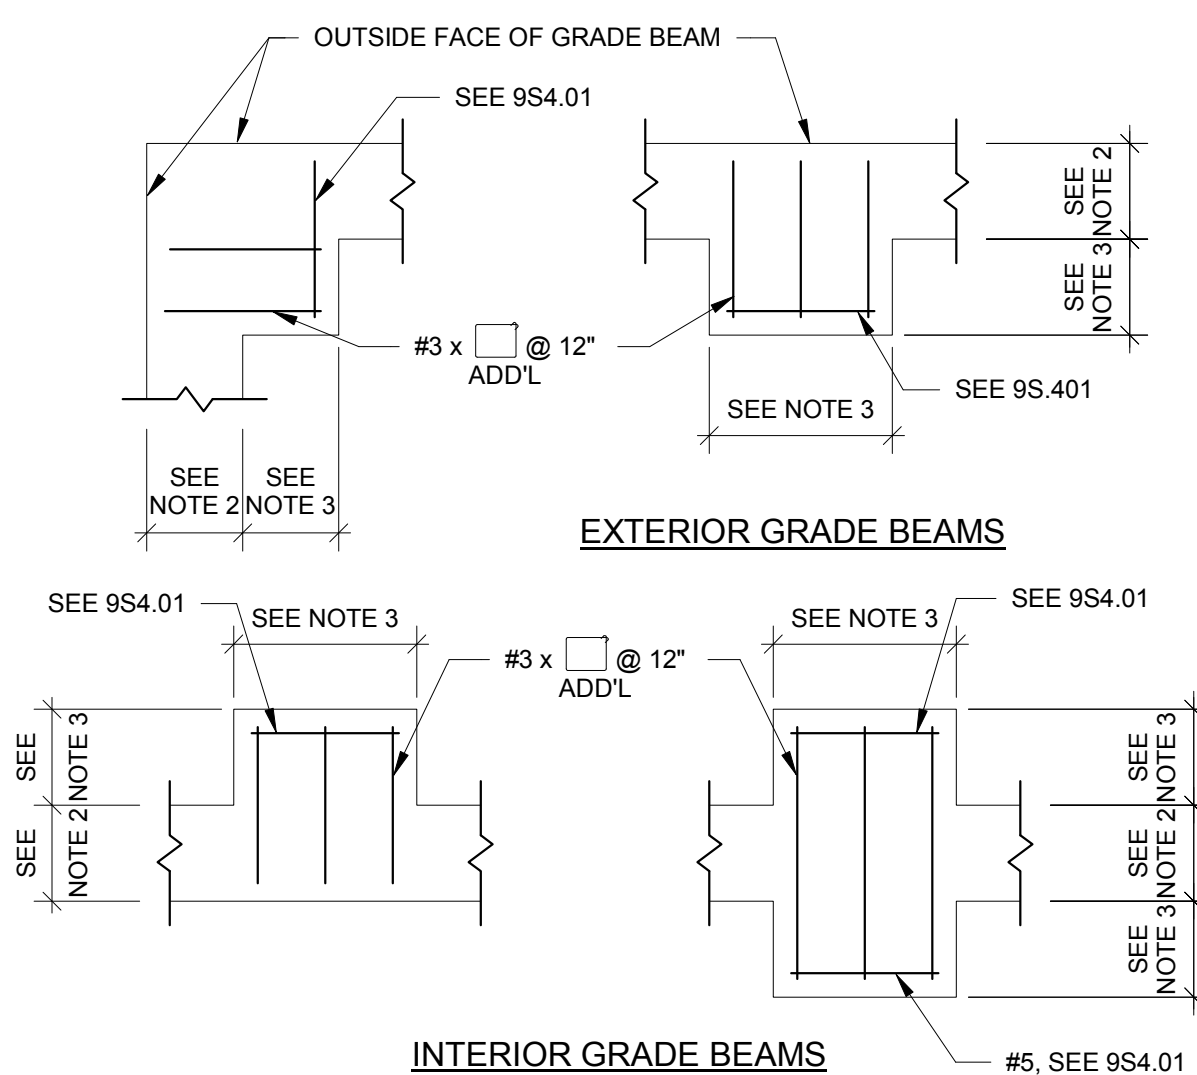 OUTSIDE FACE OF GRADE BEAM
SEE 9S4.01
SEE
NOTE 2
SEE
NOTE 3
#3 x @ 12"
ADD'L
SEE 9S.401
SEE NOTE 3
SEE
NOTE 2
SEE
NOTE 3
EXTERIOR GRADE BEAMS
SEE 9S4.01
SEE NOTE 3
SEE NOTE 3
SEE 9S4.01
#3 x @ 12"
ADD'L
SEE
NOTE 3
SEE
NOTE 2
SEE
NOTE 3
SEE
NOTE 2
SEE
NOTE 3
INTERIOR GRADE BEAMS
#5, SEE 9S4.01